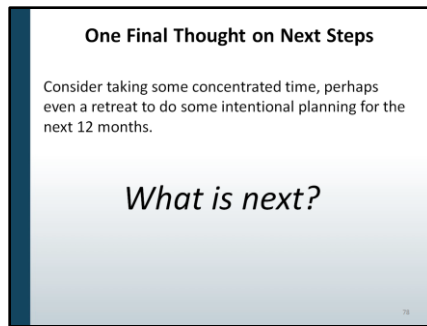 One Final Thought on Next Steps
Consider taking some concentrated time, perhaps
even a retreat to do some intentional planning for the
next 12 months.
What is next?
78